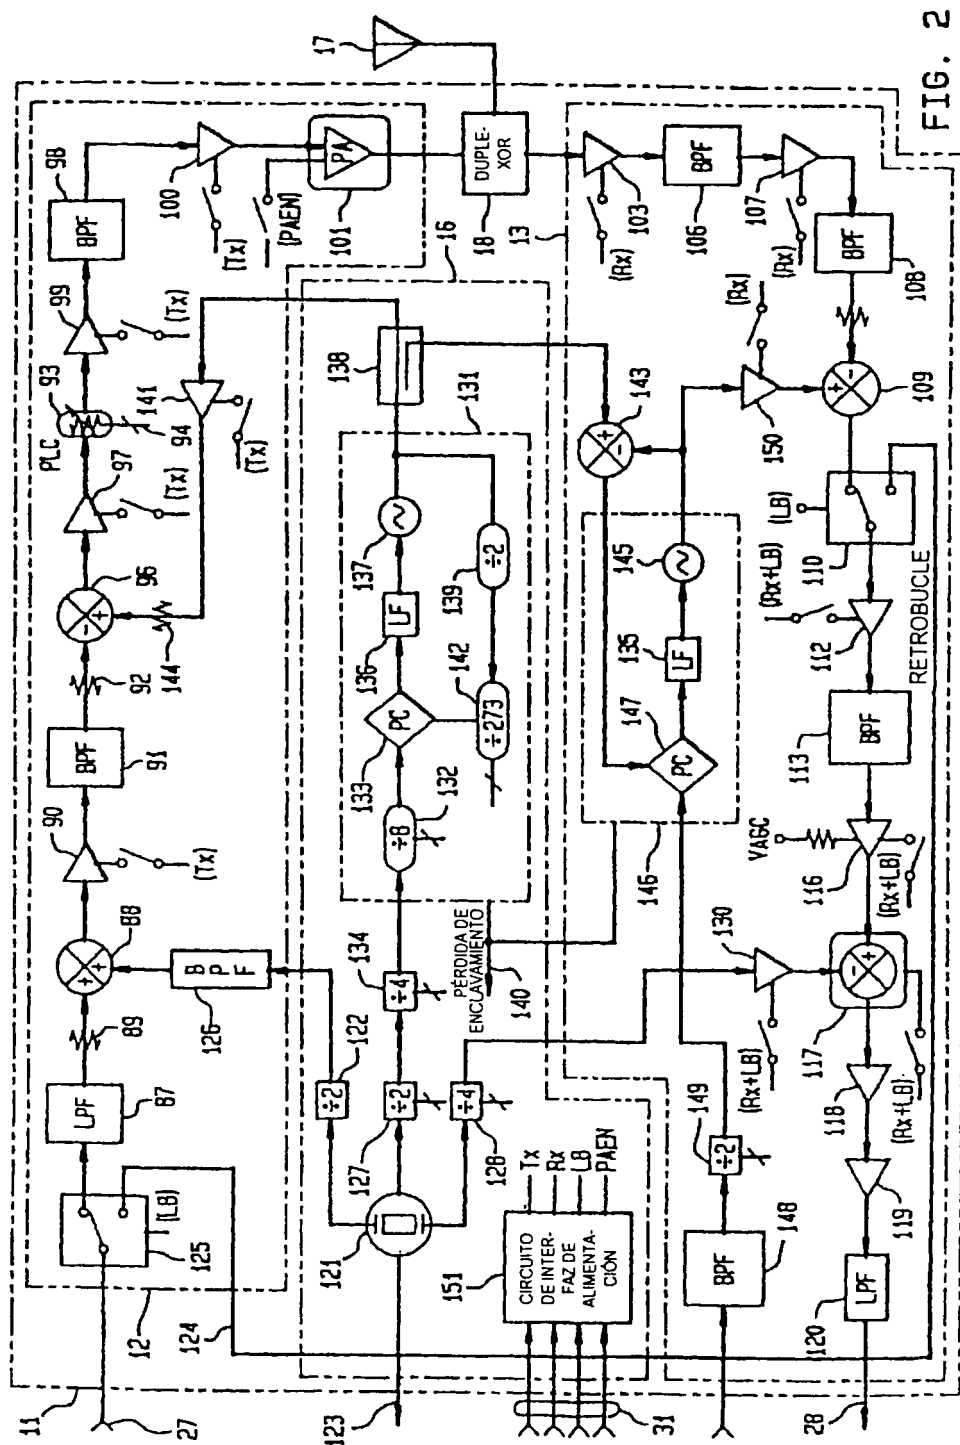 FIG. 2
11
27
12
124
125
(LB)
LPF
87
89
88
BPF
126
90
(Tx)
BPF
91
92
96
144
97
(Tx)
PLC
93
94
141
(Tx)
99
(Tx)
BPF
98
100
(Tx)
(PAEN)
PA
101
17
DUPLE-
XOR
18
16
123
121
÷2
122
÷2
127
÷4
128
÷4
134
PÉRDIDA DE
ENCLAVAMIENTO
140
÷8
132
PC
133
LF
136
137
÷2
139
÷273
142
131
138
31
CIRCUITO
DE INTER-
FAZ DE
ALIMENTA-
CIÓN
151
Tx
Rx
LB
PAEN
13
(Rx)
103
BPF
106
(Rx)
107
BPF
108
109
(Rx)
150
143
145
LF
135
PC
147
146
(LB)
110
RETROBUCLE
(Rx+LB)
112
BPF
113
VAGC
116
(Rx+LB)
130
(Rx+LB)
117
(Rx+LB)
118
119
LPF
120
28
BPF
148
÷2
149